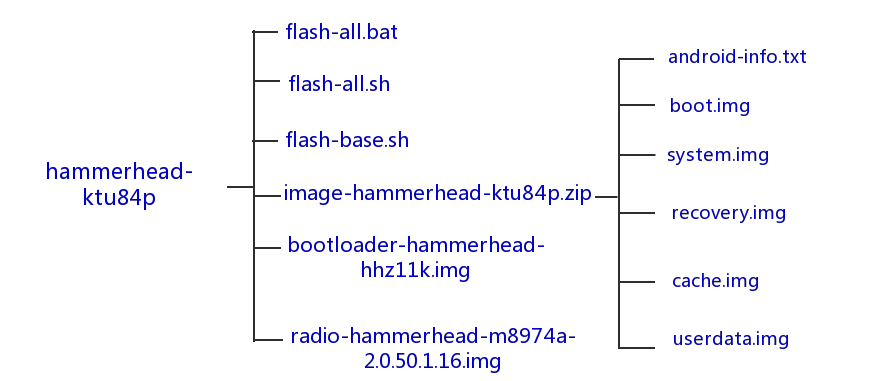 hammerhead-
ktu84p
flash-all.bat
flash-all.sh
flash-base.sh
image-hammerhead-ktu84p.zip
bootloader-hammerhead-
hhz11k.img
radio-hammerhead-m8974a-
2.0.50.1.16.img
android-info.txt
boot.img
system.img
recovery.img
cache.img
userdata.img